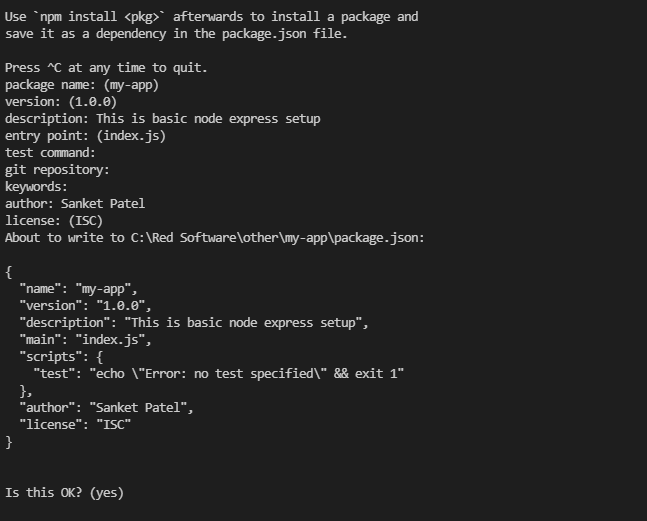 Use `npm install <pkg>` afterwards to install a package and
save it as a dependency in the package.json file.
Press ^C at any time to quit.
package name: (my-app)
version: (1.0.0)
description: This is basic node express setup
entry point: (index.js)
test command:
git repository:
keywords:
author: Sanket Patel
license: (ISC)
About to write to C:\Red Software\other\my-app\package.json:
{
  "name": "my-app",
  "version": "1.0.0",
  "description": "This is basic node express setup",
  "main": "index.js",
  "scripts": {
    "test": "echo \"Error: no test specified\" && exit 1"
  },
  "author": "Sanket Patel",
  "license": "ISC"
}
Is this OK? (yes)